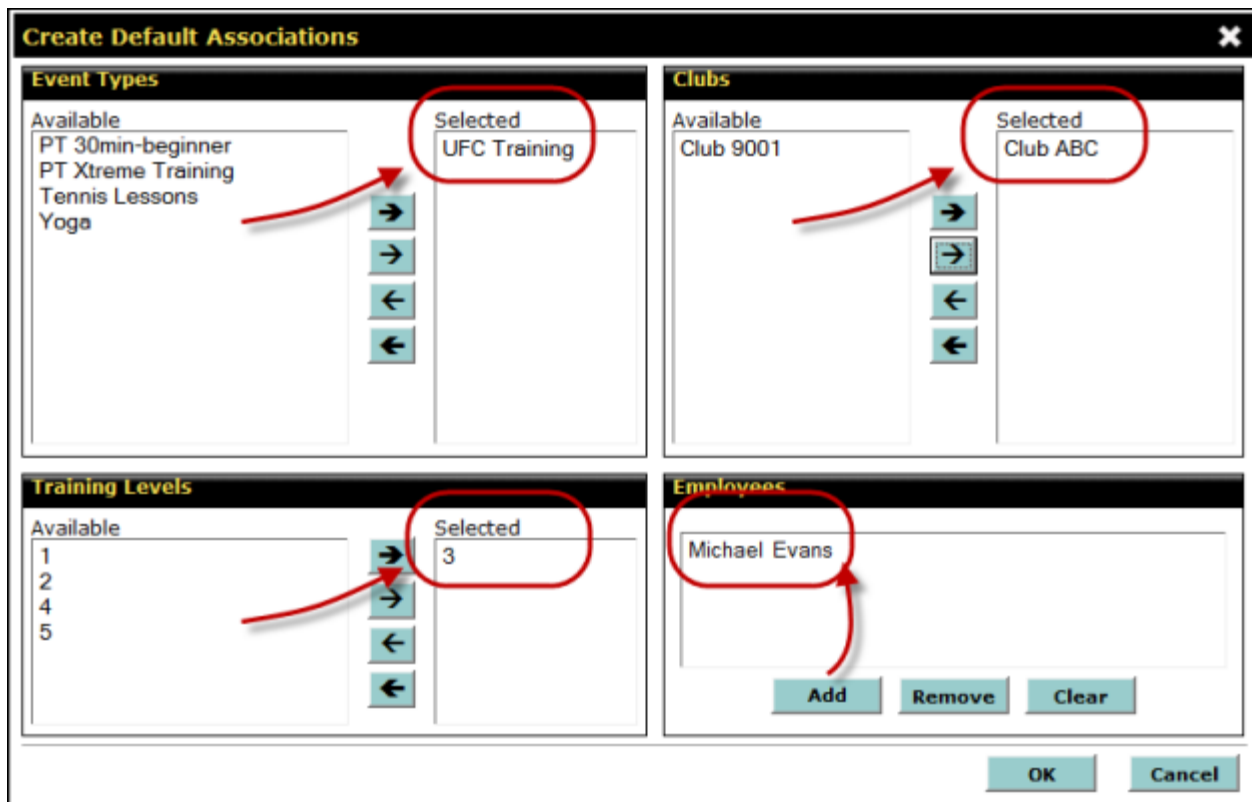 Create Default Associations
Event Types
Available
PT 30min-beginner
PT Xtreme Training
Tennis Lessons
Yoga
Selected
UFC Training
Clubs
Available
Club 9001
Selected
Club ABC
Training Levels
Available
1
2
4
5
Selected
3
Employees
Michael Evans
Add
Remove
Clear
OK
Cancel